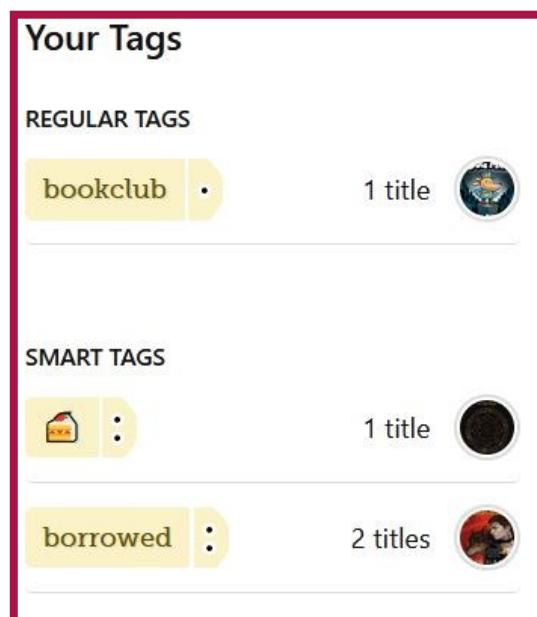 Your Tags
REGULAR TAGS
bookclub 1 title
SMART TAGS
1 title
borrowed 2 titles